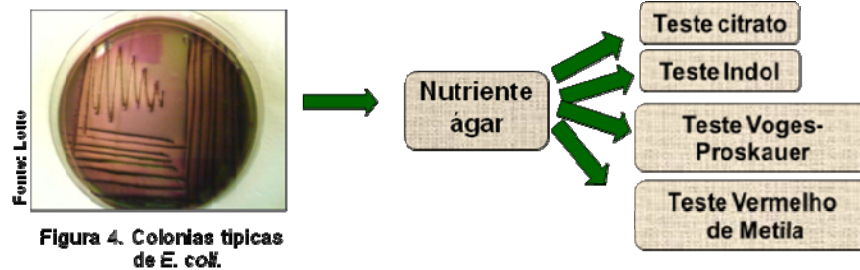 Teste citrato
Teste Indol
Nutriente
ágar
Teste Voges-
Proskauer
Teste Vermelho
de Metila
Fonte: Lotto
Figura 4. Colonias tipicas
de E. coli.